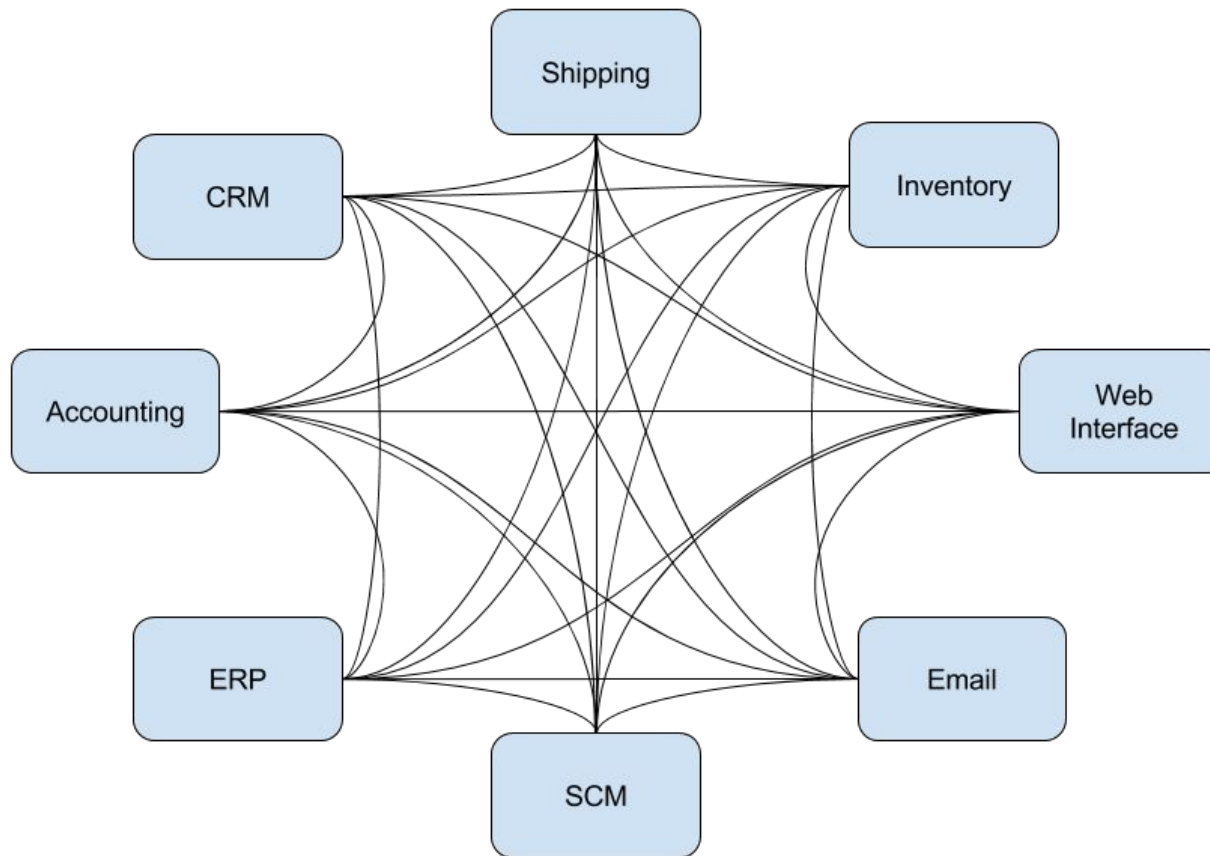 Shipping
CRM
Inventory
Accounting
Web
Interface
ERP
Email
SCM